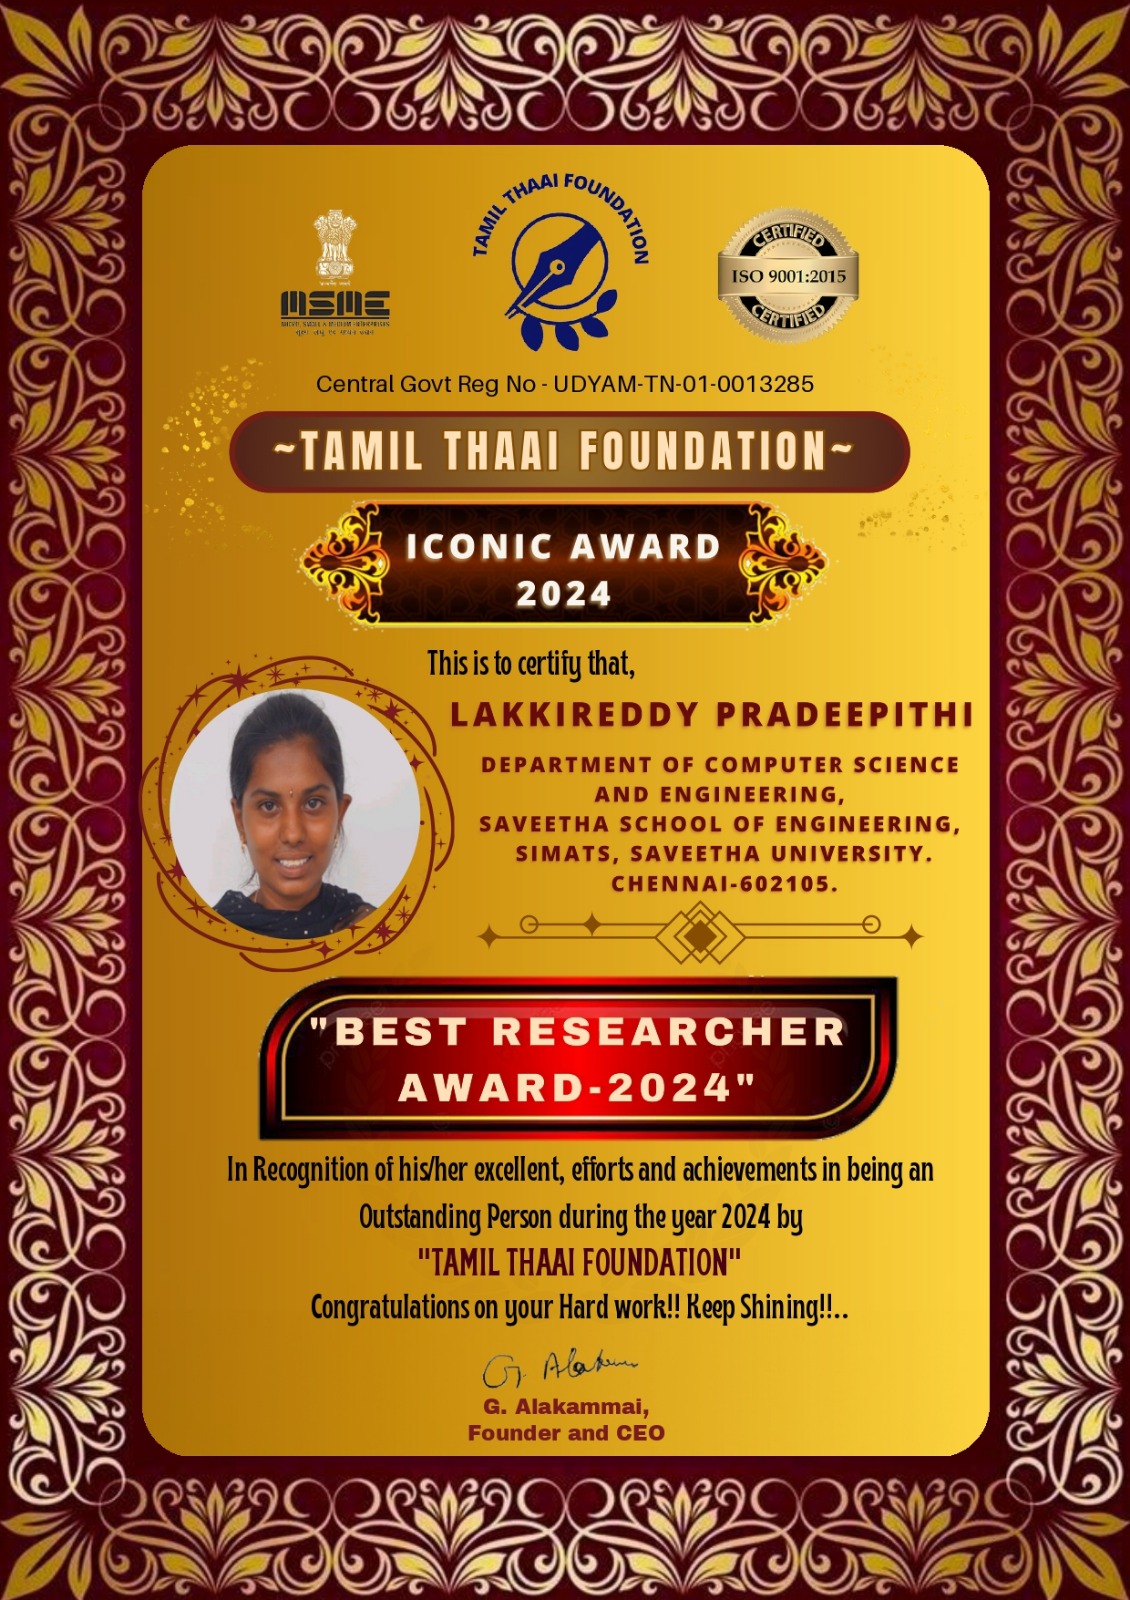 TAMIL THAAI FOUNDATION
MSME
MICRO, SMALL & MEDIUM ENTERPRISES
CERTIFIED
ISO 9001:2015
CERTIFIED
Central Govt Reg No - UDYAM-TN-01-0013285
~TAMIL THAAI FOUNDATION~
ICONIC AWARD
2024
This is to certify that,
LAKKIREDDY PRADEEPITHI
DEPARTMENT OF COMPUTER SCIENCE
AND ENGINEERING,
SAVEETHA SCHOOL OF ENGINEERING,
SIMATS, SAVEETHA UNIVERSITY.
CHENNAI-602105.
"BEST RESEARCHER
AWARD-2024"
In Recognition of his/her excellent, efforts and achievements in being an
Outstanding Person during the year 2024 by
"TAMIL THAAI FOUNDATION"
Congratulations on your Hard work!! Keep Shining!!..
G. Alakammai,
Founder and CEO